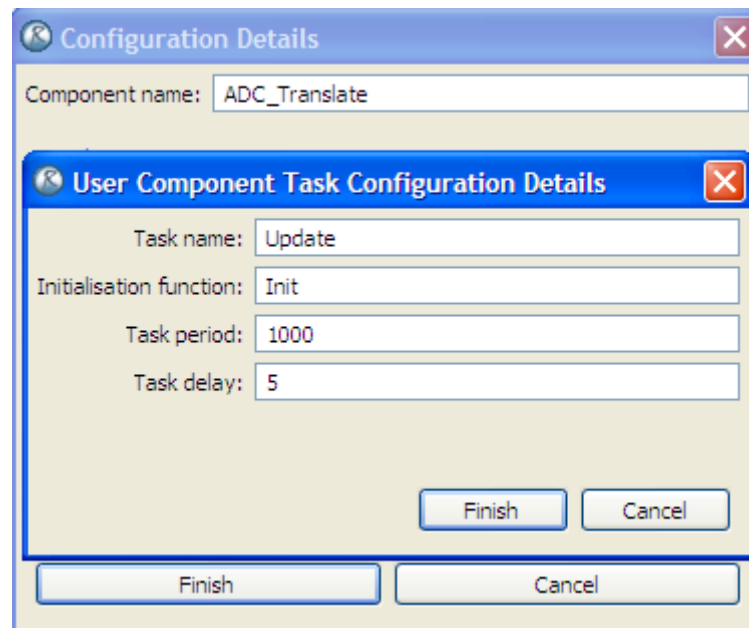 Configuration Details
Component name: ADC_Translate
User Component Task Configuration Details
Task name: Update
Initialisation function: Init
Task period: 1000
Task delay: 5
Finish Cancel
Finish Cancel